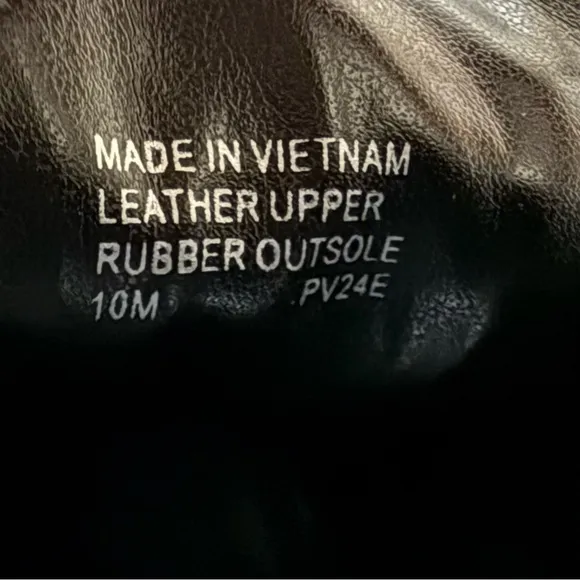 MADE IN VIETNAM
LEATHER UPPER
RUBBER OUTSOLE
10M PV24E